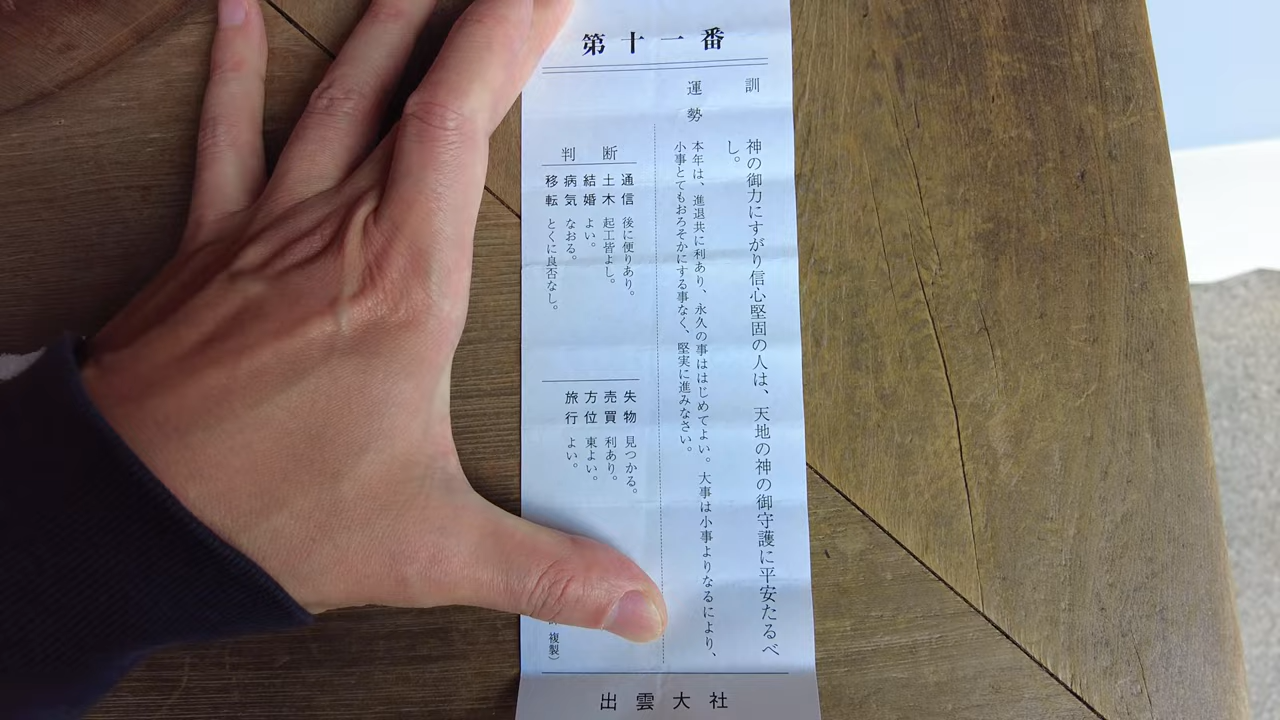 第十一番
訓
神の御力にすがり信心堅固の人は、天地の神の御守護に平安たるべ
し。
運勢
本年は、進退共に利あり、永久の事ははじめてよい。大事は小事よりなるにより、
小事とてもおろそかにする事なく、堅実に進みなさい。
判断
通信 後に便りあり。
土木 起工皆よし。
結婚 よい。
病気 なおる。
移転 とくに良否なし。
失物 見つかる。
売買 利あり。
方位 東よい。
旅行 よい。
複製）
出雲大社